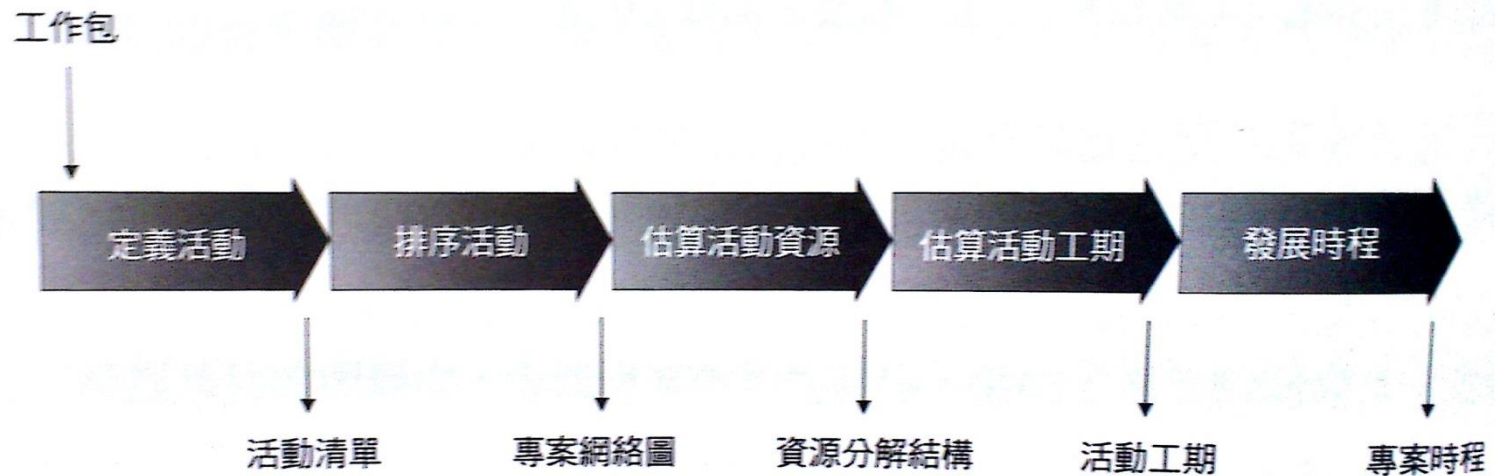 工作包
定義活動
排序活動
估算活動資源
估算活動工期
發展時程
活動清單
專案網絡圖
資源分解結構
活動工期
專案時程